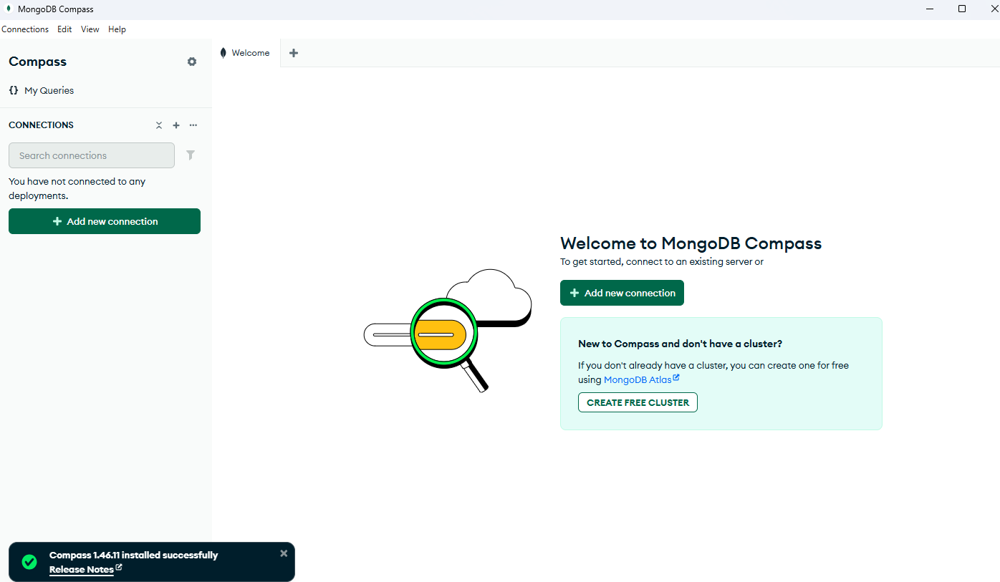 MongoDB Compass
Connections Edit View Help
Compass
{} My Queries
CONNECTIONS
Search connections
You have not connected to any
deployments.
Add new connection
Welcome
Welcome to MongoDB Compass
To get started, connect to an existing server or
Add new connection
New to Compass and don't have a cluster?
If you don't already have a cluster, you can create one for free
using MongoDB Atlas
CREATE FREE CLUSTER
Compass 1.46.11 installed successfully
Release Notes